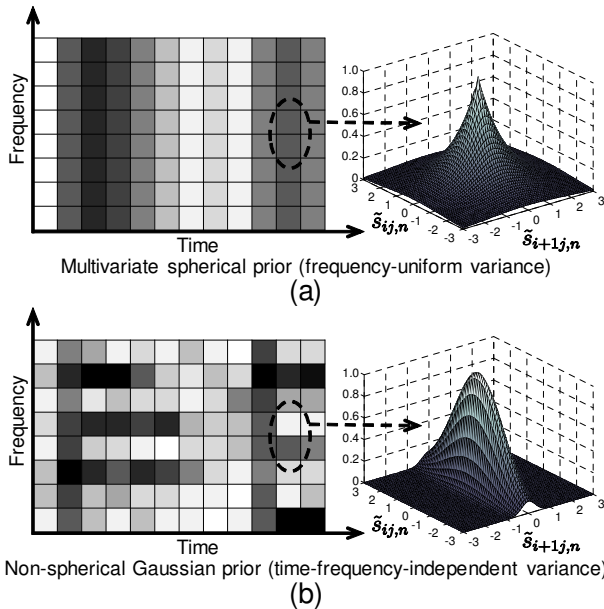 (a)
Frequency
Time
1.0
0.8
0.6
0.4
0.2
0
3 2 1 0 -1 -2 -3
-3 -2 -1 0 1 2 3
s̃ij,n
s̃i+1j,n
Multivariate spherical prior (frequency-uniform variance)
(a)
Frequency
Time
1.0
0.8
0.6
0.4
0.2
0
3 2 1 0 -1 -2 -3
-3 -2 -1 0 1 2 3
s̃ij,n
s̃i+1j,n
Non-spherical Gaussian prior (time-frequency-independent variance)
(b)